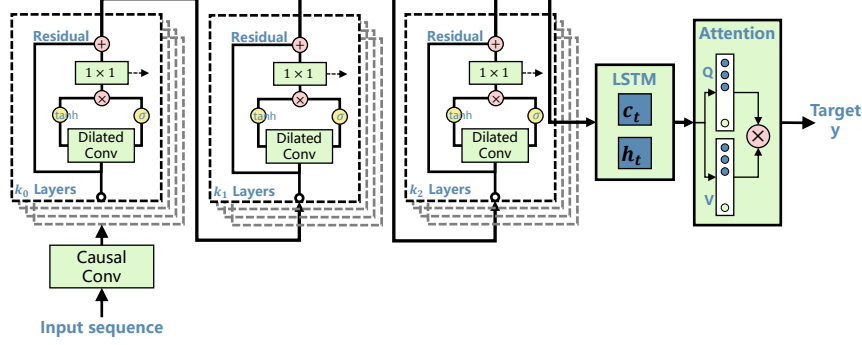 Residual
+
1 × 1
×
tanh
σ
Dilated
Conv
k₀ Layers
Causal
Conv
Input sequence
Residual
+
1 × 1
×
tanh
σ
Dilated
Conv
k₁ Layers
Residual
+
1 × 1
×
tanh
σ
Dilated
Conv
k₂ Layers
LSTM
cₜ
hₜ
Attention
Q
V
×
Target
y